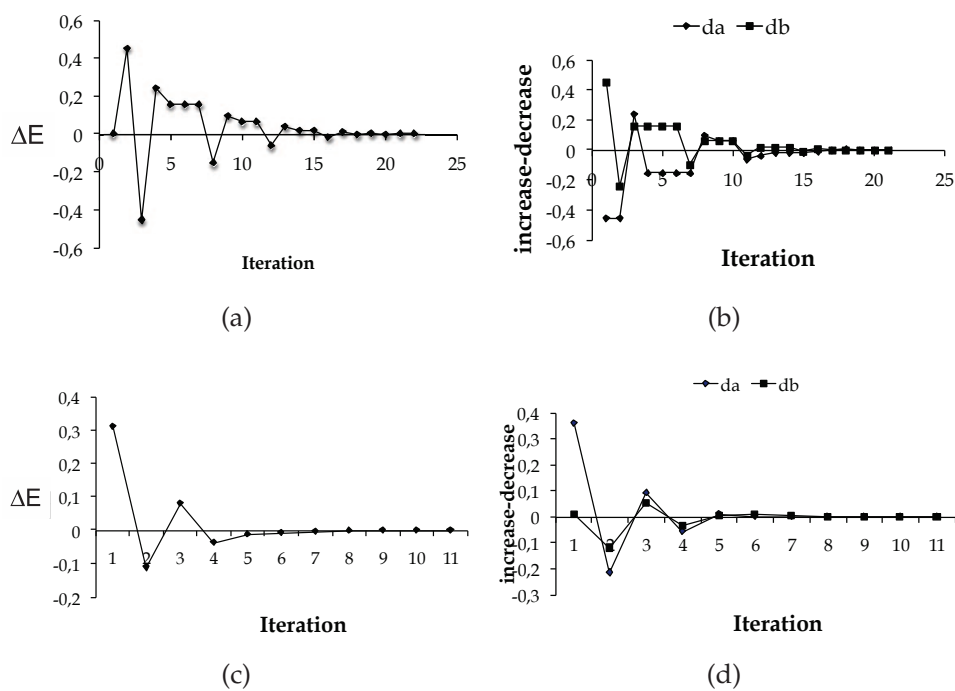 0,6
0,4
0,2
0
-0,2
-0,4
-0,6
ΔE
0 5 10 15 20 25
Iteration
(a)
da db
0,6
0,4
0,2
0
-0,2
-0,4
-0,6
increase-decrease
0 5 10 15 20 25
Iteration
(b)
0,4
0,3
0,2
0,1
0
-0,1
-0,2
ΔE
1 2 3 4 5 6 7 8 9 10 11
Iteration
(c)
da db
0,4
0,3
0,2
0,1
0
-0,1
-0,2
-0,3
increase-decrease
1 2 3 4 5 6 7 8 9 10 11
Iteration
(d)